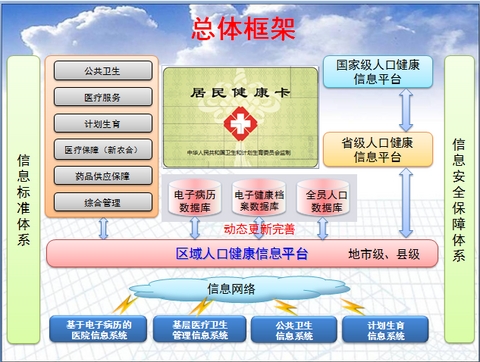 总体框架
信息标准体系
公共卫生
医疗服务
计划生育
医疗保障（新农合）
药品供应保障
综合管理
居民健康卡
中华人民共和国卫生和计划生育委员会监制
国家级人口健康
信息平台
省级人口健康
信息平台
信息安全保障体系
电子病历
数据库
电子健康档
案数据库
全员人口
数据库
动态更新完善
区域人口健康信息平台
地市级、县级
信息网络
基于电子病历的
医院信息系统
基层医疗卫生
管理信息系统
公共卫生
信息系统
计划生育
信息系统